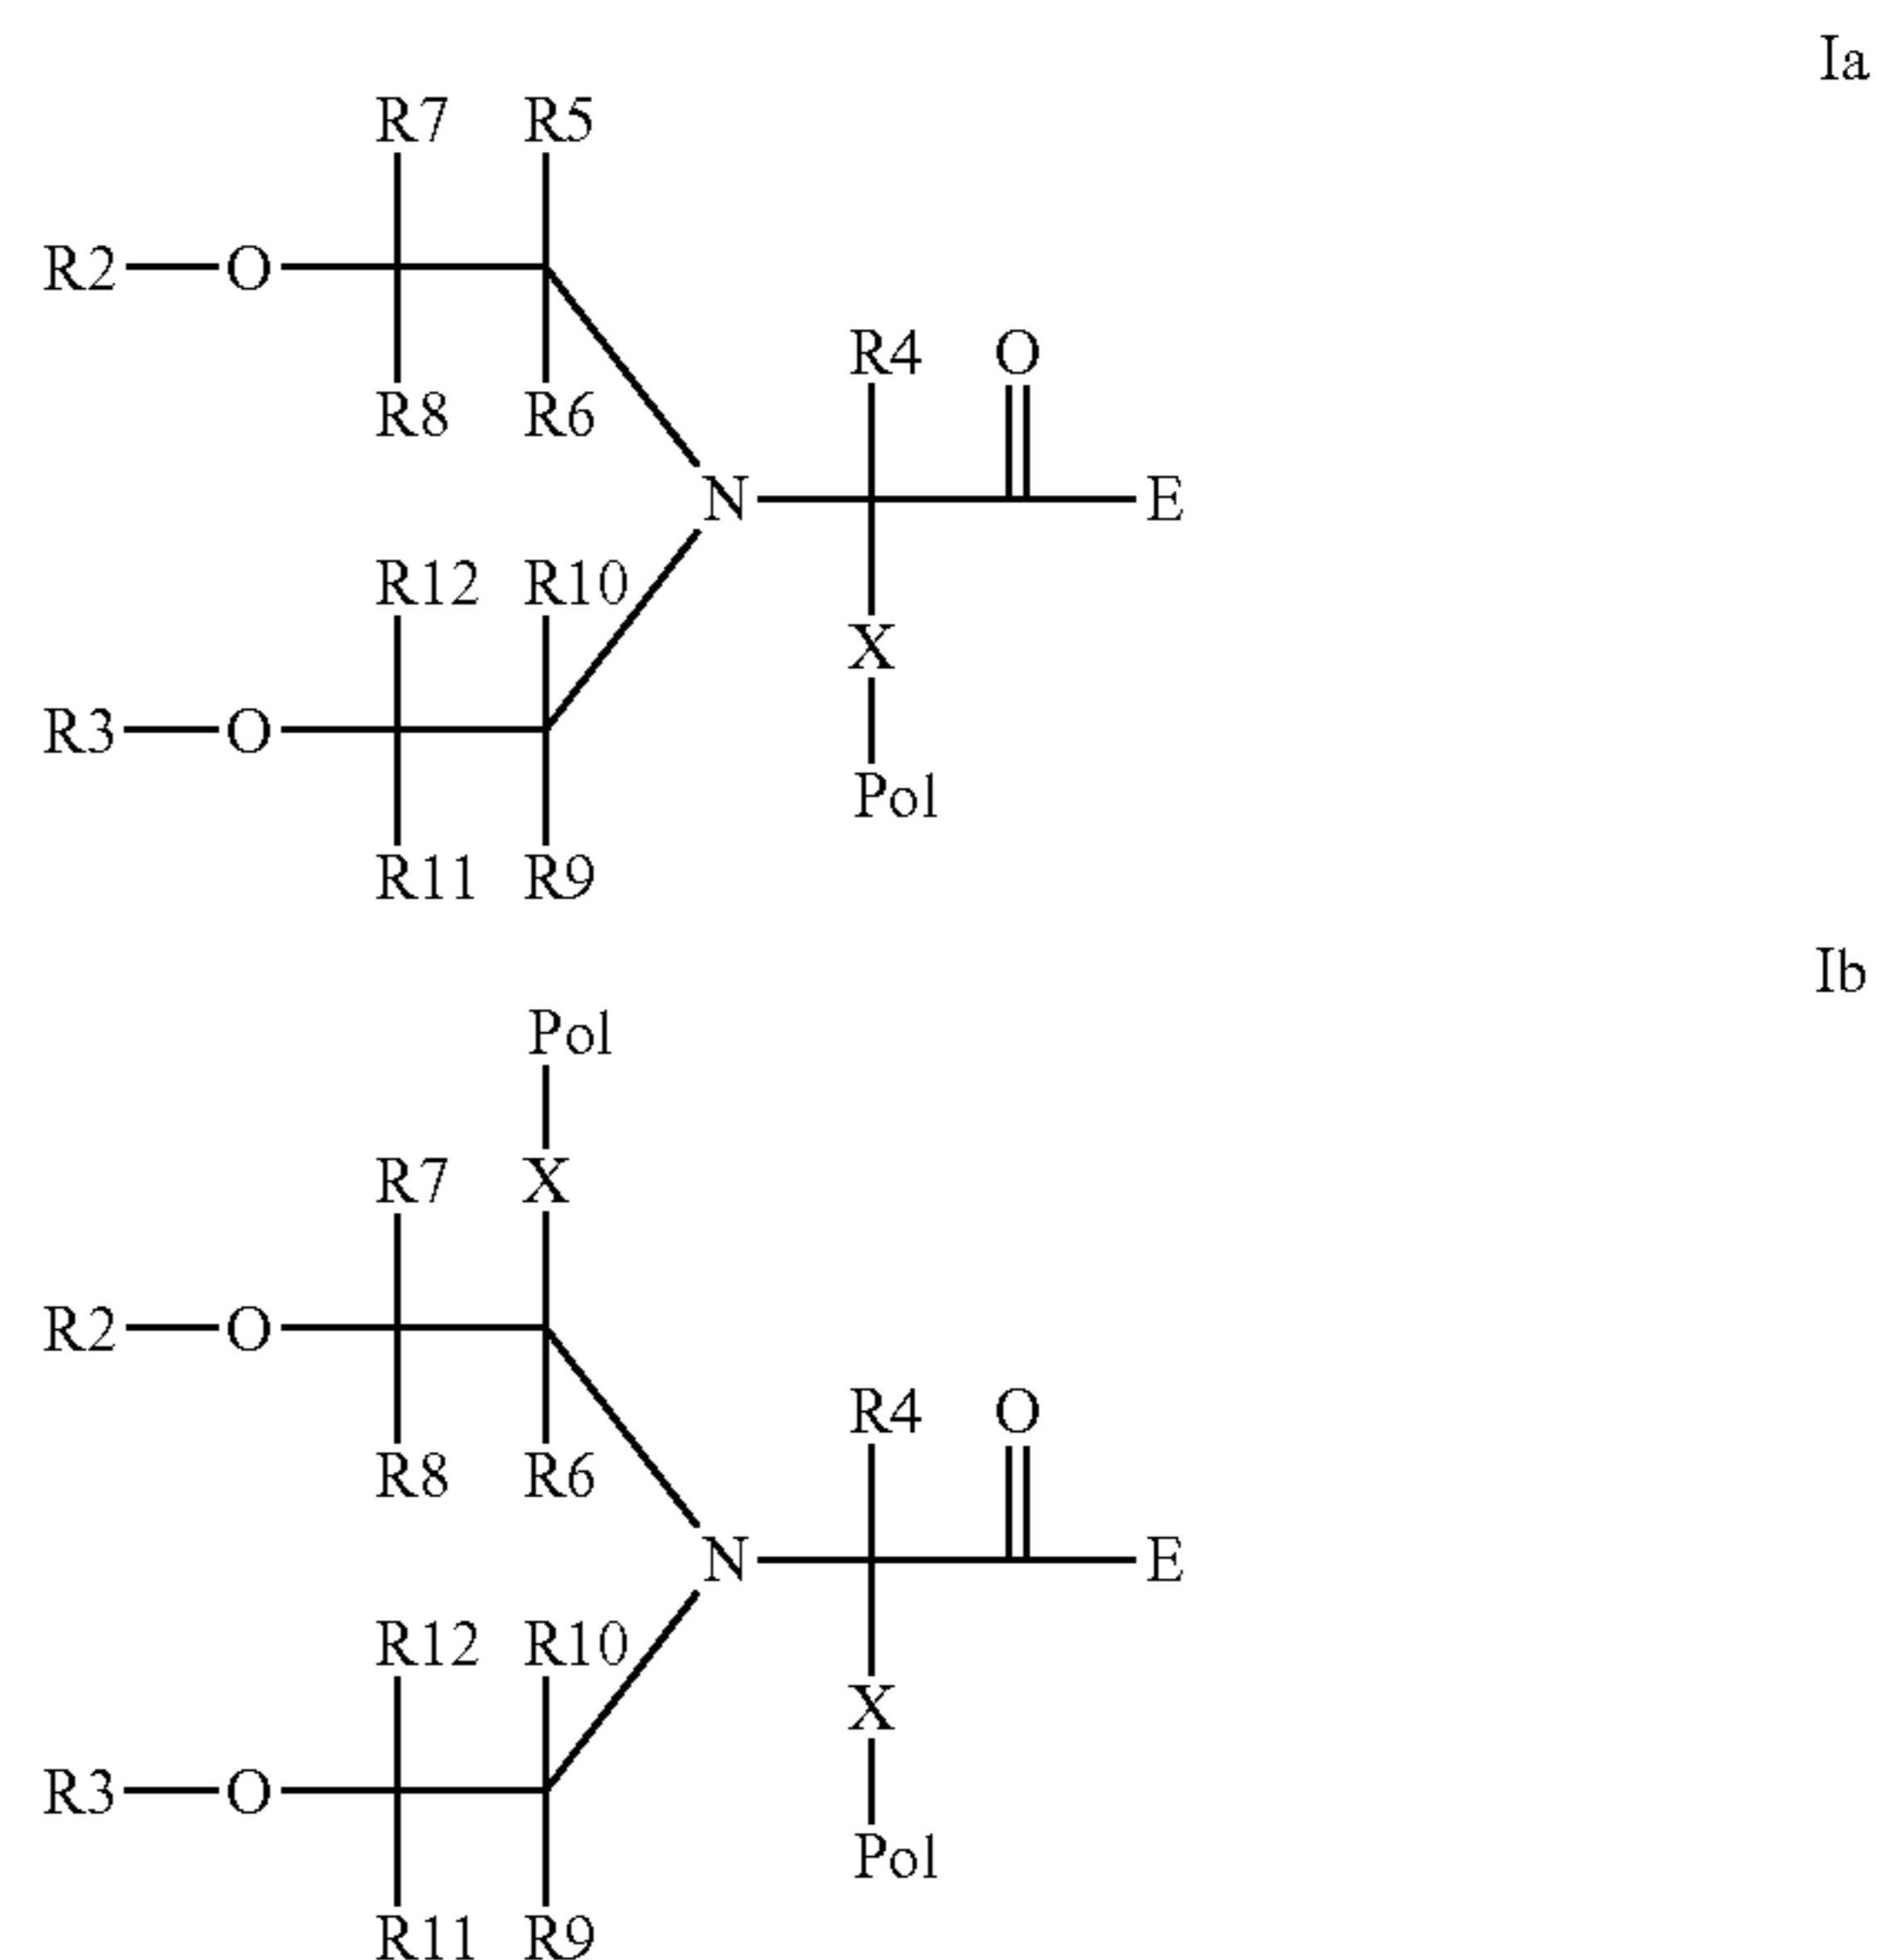 Ia
R7 R5
R2 O
R4 O
R8 R6
N E
R12 R10
X
R3 O
Pol
R11 R9
Ib
Pol
R7 X
R2 O
R4 O
R8 R6
N E
R12 R10
X
R3 O
Pol
R11 R9